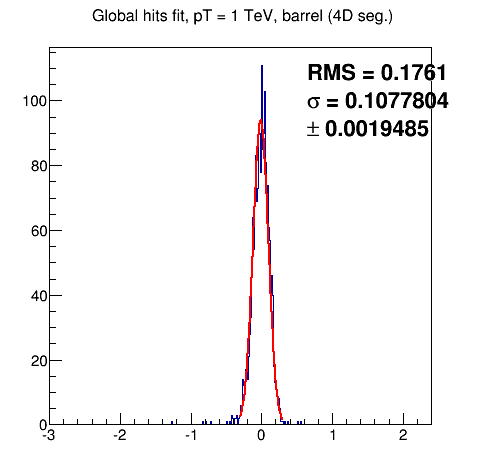 Global hits fit, pT = 1 TeV, barrel (4D seg.)
RMS = 0.1761
σ = 0.1077804
± 0.0019485
100
80
60
40
20
0
-3 -2 -1 0 1 2